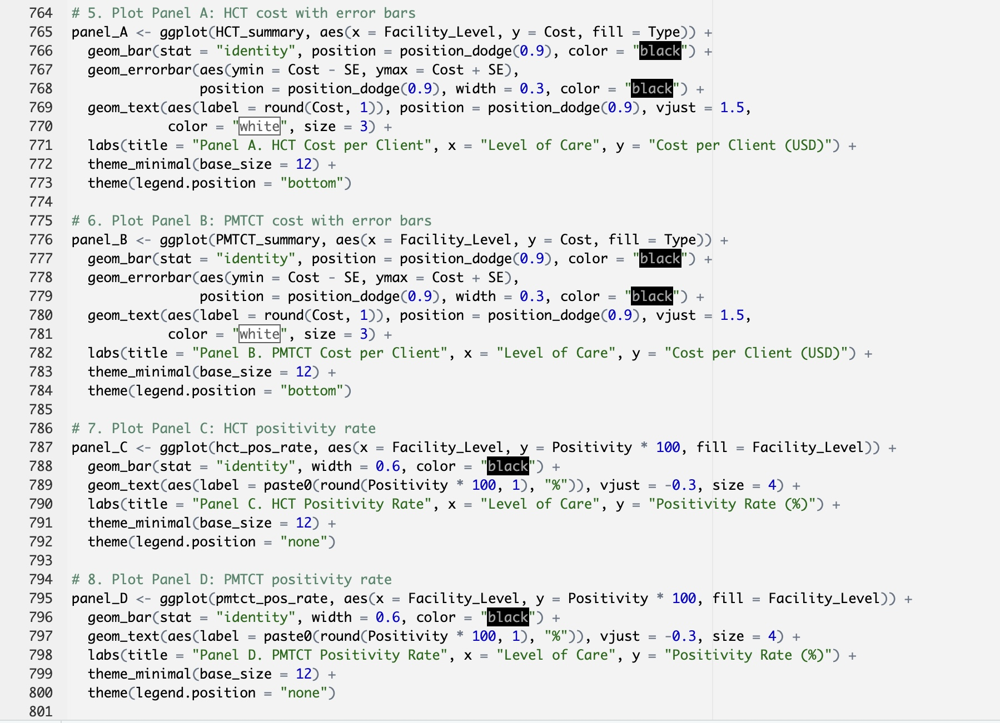 764 # 5. Plot Panel A: HCT cost with error bars
765 panel_A <- ggplot(HCT_summary, aes(x = Facility_Level, y = Cost, fill = Type)) +
766   geom_bar(stat = "identity", position = position_dodge(0.9), color = "black") +
767   geom_errorbar(aes(ymin = Cost - SE, ymax = Cost + SE),
768                 position = position_dodge(0.9), width = 0.3, color = "black") +
769   geom_text(aes(label = round(Cost, 1)), position = position_dodge(0.9), vjust = 1.5,
770             color = "white", size = 3) +
771   labs(title = "Panel A. HCT Cost per Client", x = "Level of Care", y = "Cost per Client (USD)") +
772   theme_minimal(base_size = 12) +
773   theme(legend.position = "bottom")
774
775 # 6. Plot Panel B: PMTCT cost with error bars
776 panel_B <- ggplot(PMTCT_summary, aes(x = Facility_Level, y = Cost, fill = Type)) +
777   geom_bar(stat = "identity", position = position_dodge(0.9), color = "black") +
778   geom_errorbar(aes(ymin = Cost - SE, ymax = Cost + SE),
779                 position = position_dodge(0.9), width = 0.3, color = "black") +
780   geom_text(aes(label = round(Cost, 1)), position = position_dodge(0.9), vjust = 1.5,
781             color = "white", size = 3) +
782   labs(title = "Panel B. PMTCT Cost per Client", x = "Level of Care", y = "Cost per Client (USD)") +
783   theme_minimal(base_size = 12) +
784   theme(legend.position = "bottom")
785
786 # 7. Plot Panel C: HCT positivity rate
787 panel_C <- ggplot(hct_pos_rate, aes(x = Facility_Level, y = Positivity * 100, fill = Facility_Level)) +
788   geom_bar(stat = "identity", width = 0.6, color = "black") +
789   geom_text(aes(label = paste0(round(Positivity * 100, 1), "%")), vjust = -0.3, size = 4) +
790   labs(title = "Panel C. HCT Positivity Rate", x = "Level of Care", y = "Positivity Rate (%)") +
791   theme_minimal(base_size = 12) +
792   theme(legend.position = "none")
793
794 # 8. Plot Panel D: PMTCT positivity rate
795 panel_D <- ggplot(pmtct_pos_rate, aes(x = Facility_Level, y = Positivity * 100, fill = Facility_Level)) +
796   geom_bar(stat = "identity", width = 0.6, color = "black") +
797   geom_text(aes(label = paste0(round(Positivity * 100, 1), "%")), vjust = -0.3, size = 4) +
798   labs(title = "Panel D. PMTCT Positivity Rate", x = "Level of Care", y = "Positivity Rate (%)") +
799   theme_minimal(base_size = 12) +
800   theme(legend.position = "none")
801